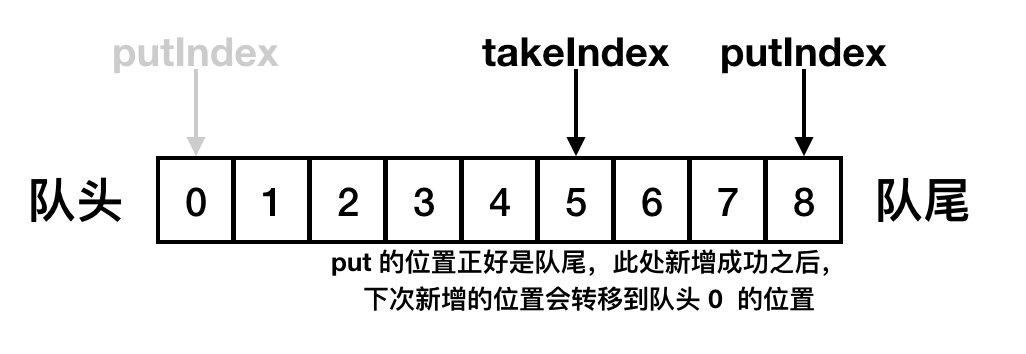 putIndex takeIndex putIndex
队头 0 1 2 3 4 5 6 7 8 队尾
put 的位置正好是队尾，此处新增成功之后，
下次新增的位置会转移到队头 0 的位置